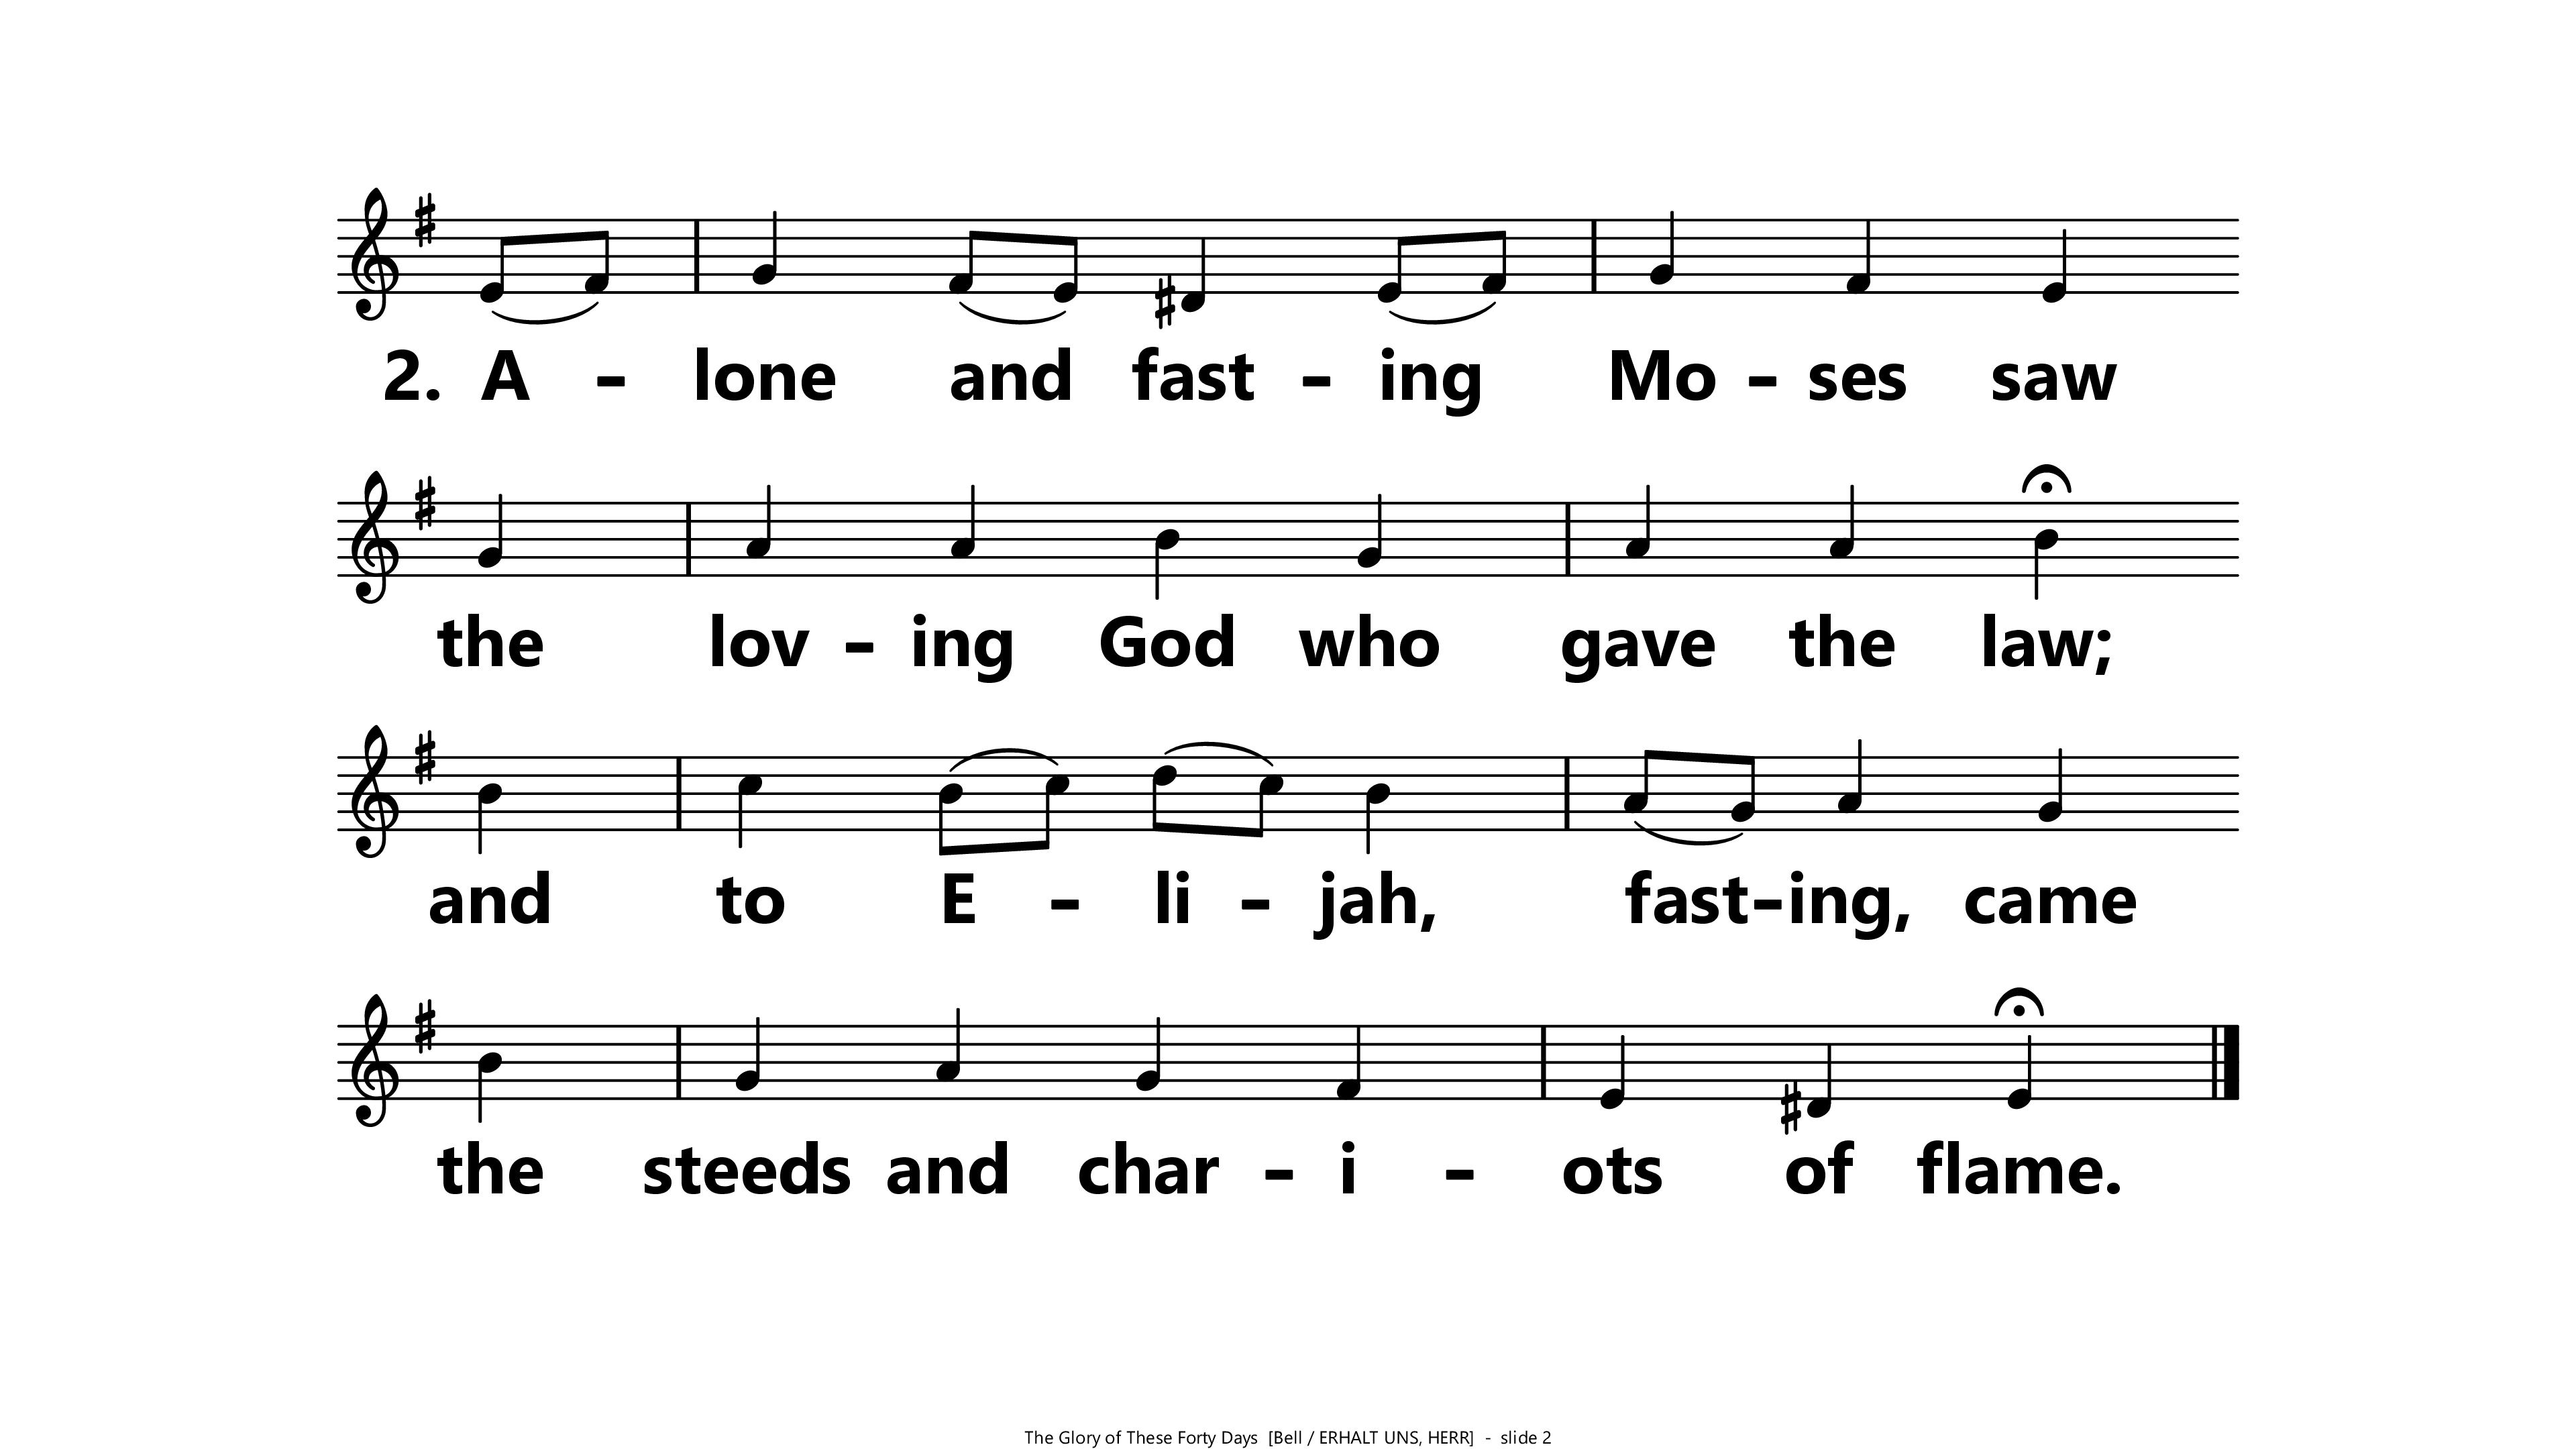 2. A - lone and fast - ing Mo - ses saw
the lov - ing God who gave the law;
and to E - li - jah, fast-ing, came
the steeds and char - i - ots of flame.
The Glory of These Forty Days [Bell / ERHALT UNS, HERR] - slide 2